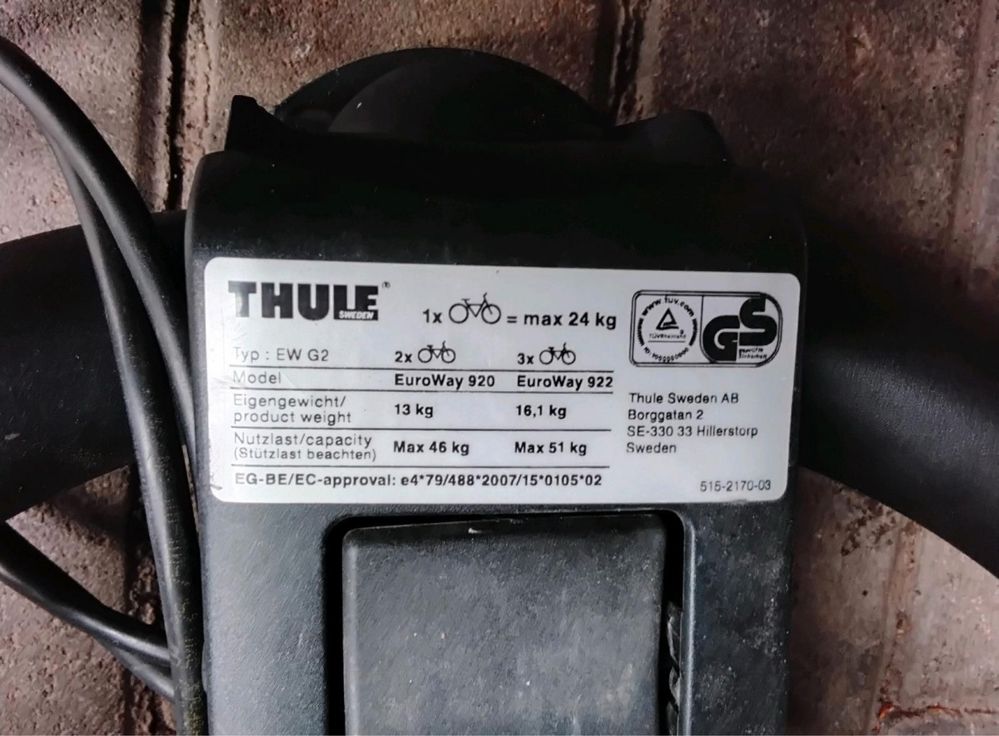 THULE®
SWEDEN
1x = max 24 kg
Typ : EW G2 2x 3x
Model EuroWay 920 EuroWay 922
Eigengewicht/
product weight 13 kg 16,1 kg
Nutzlast/capacity
(Stützlast beachten) Max 46 kg Max 51 kg
EG-BE/EC-approval: e4*79/488*2007/15*0105*02
www.tuv.com
TÜVRheinland
GS
geprüfte
Sicherheit
Thule Sweden AB
Borggatan 2
SE-330 33 Hillerstorp
Sweden
515-2170-03